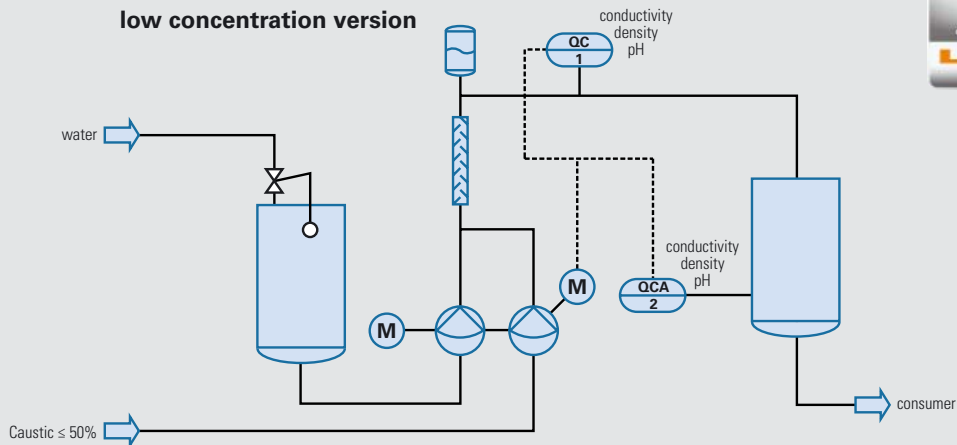 low concentration version
conductivity
density
pH
QC
1
water
conductivity
density
pH
QCA
2
M
M
consumer
Caustic ≤ 50%